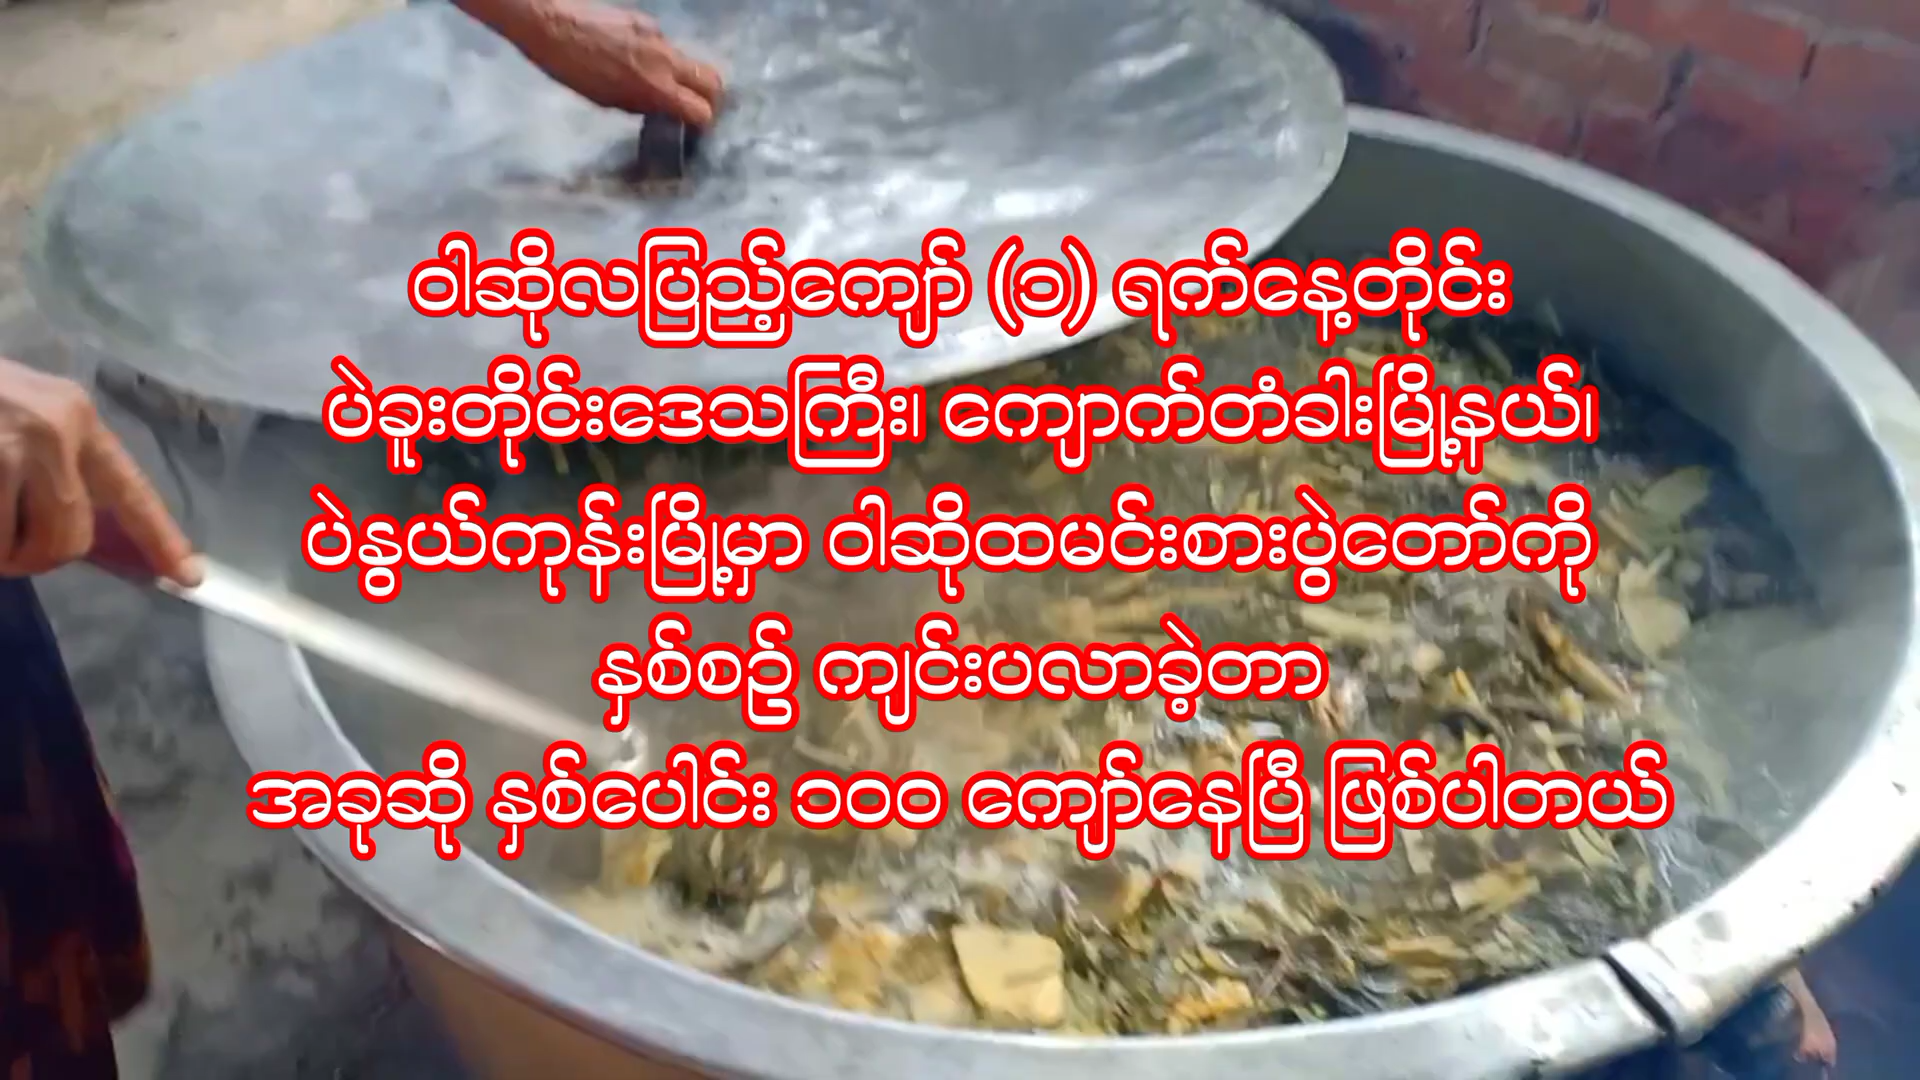 ဝါဆိုလပြည့်ကျော် (၁) ရက်နေ့တိုင်း
ပဲခူးတိုင်းဒေသကြီး၊ ကျောက်တံခါးမြို့နယ်၊
ပဲနွယ်ကုန်းမြို့မှာ ဝါဆိုထမင်းစားပွဲတော်ကို
နှစ်စဉ် ကျင်းပလာခဲ့တာ
အခုဆို နှစ်ပေါင်း ၁၀၀ ကျော်နေပြီ ဖြစ်ပါတယ်